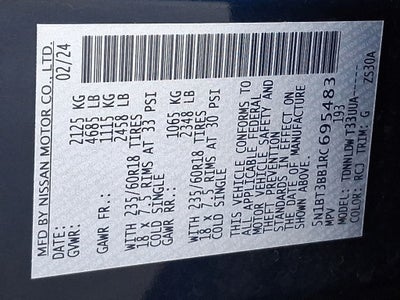 MFD BY NISSAN MOTOR CO., LTD.
DATE: 02/24
GVWR: 2125 KG
4685 LB
GAWR FR.: 1115 KG
2458 LB
WITH 235/60R18 TIRES
18 X 7.5 RIMS AT 33 PSI
COLD SINGLE
GAWR RR.: 1065 KG
2348 LB
WITH 235/60R18 TIRES
18 X 7.5 RIMS AT 30 PSI
COLD SINGLE
THIS VEHICLE CONFORMS TO
ALL APPLICABLE FEDERAL
MOTOR VEHICLE SAFETY AND
THEFT PREVENTION
STANDARDS IN EFFECT ON
THE DATE OF MANUFACTURE.
5N1BT3BB1RC695483
MPV 193
MODEL: TONNLDW T33UUA
COLOR: RCJ TRIM: G ZS30A